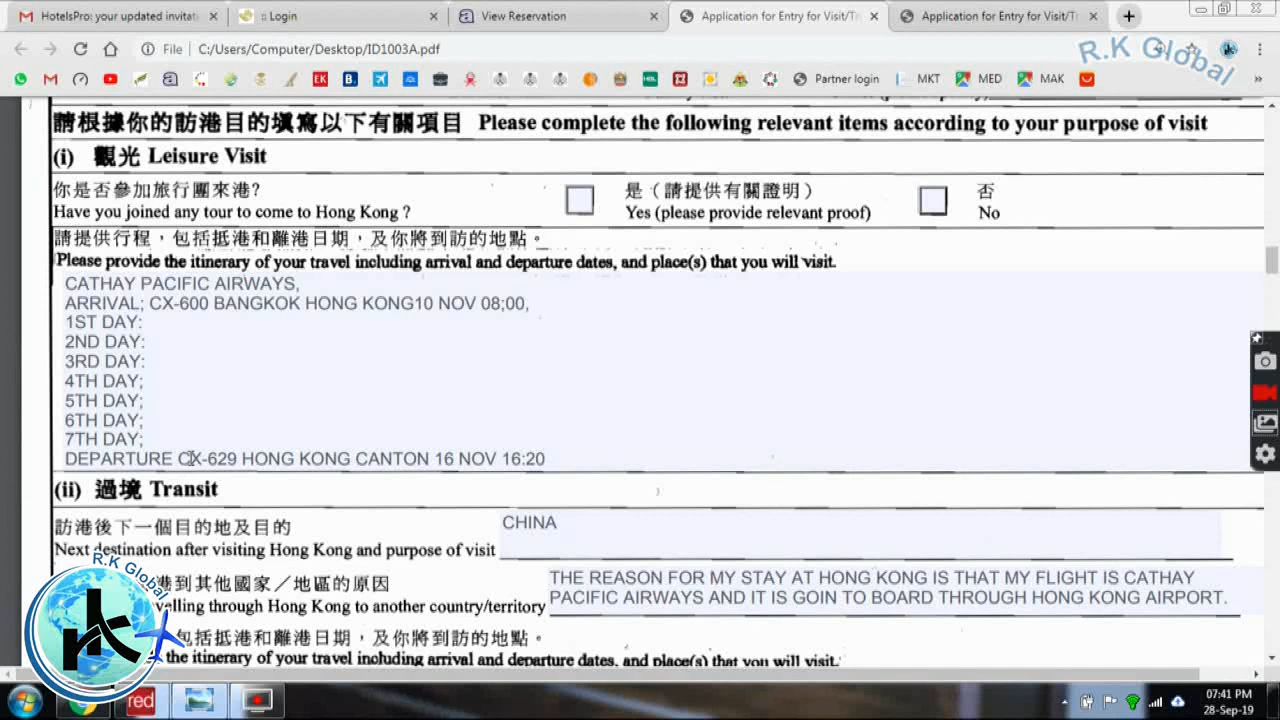 HotelsPro: your updated invitat
:: Login
View Reservation
Application for Entry for Visit/Tr
Application for Entry for Visit/Tr
File
C:/Users/Computer/Desktop/ID1003A.pdf
R.K Global
EK
B.
HBL
Partner login
MKT
MED
MAK
»
請根據你的訪港目的填寫以下有關項目 Please complete the following relevant items according to your purpose of visit
(i) 觀光 Leisure Visit
你是否參加旅行團來港?
是（請提供有關證明）
否
Have you joined any tour to come to Hong Kong ?
Yes (please provide relevant proof)
No
請提供行程，包括抵港和離港日期，及你將到訪的地點。
Please provide the itinerary of your travel including arrival and departure dates, and place(s) that you will visit.
CATHAY PACIFIC AIRWAYS,
ARRIVAL; CX-600 BANGKOK HONG KONG10 NOV 08;00,
1ST DAY:
2ND DAY:
3RD DAY:
4TH DAY;
5TH DAY;
6TH DAY;
7TH DAY;
DEPARTURE CX-629 HONG KONG CANTON 16 NOV 16:20
(ii) 過境 Transit
訪港後下一個目的地及目的
CHINA
Next destination after visiting Hong Kong and purpose of visit
港到其他國家／地區的原因
THE REASON FOR MY STAY AT HONG KONG IS THAT MY FLIGHT IS CATHAY
velling through Hong Kong to another country/territory
PACIFIC AIRWAYS AND IT IS GOIN TO BOARD THROUGH HONG KONG AIRPORT.
包括抵港和離港日期，及你將到訪的地點。
the itinerary of your travel including arrival and departure dates, and place(s) that you will visit.
R.K Global
rk
red
07:41 PM
28-Sep-19